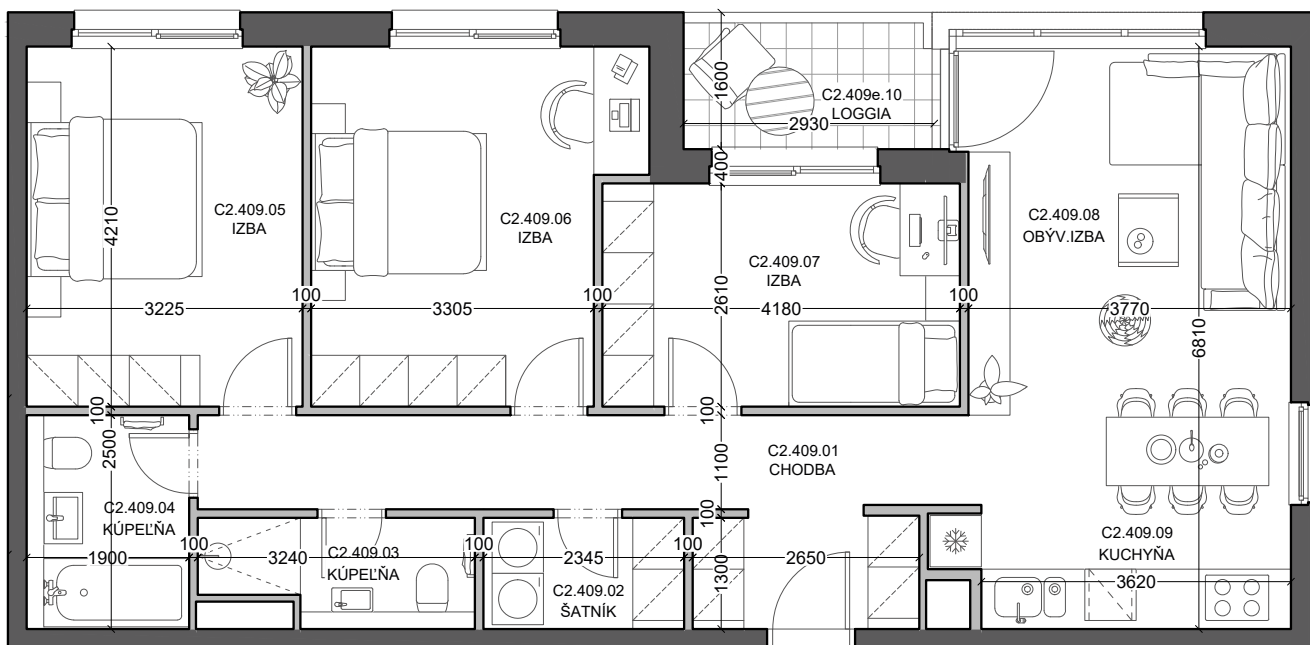 1600
C2.409e.10
LOGGIA
2930
400
C2.409.05
IZBA
4210
C2.409.06
IZBA
C2.409.07
IZBA
2610
C2.409.08
OBÝV.IZBA
3225
100
3305
100
4180
100
3770
6810
100
2500
100
1100
C2.409.01
CHODBA
C2.409.04
KÚPEĽŇA
1900
100
3240
C2.409.03
KÚPEĽŇA
100
2345
C2.409.02
ŠATNÍK
100
100
1300
2650
C2.409.09
KUCHYŇA
3620